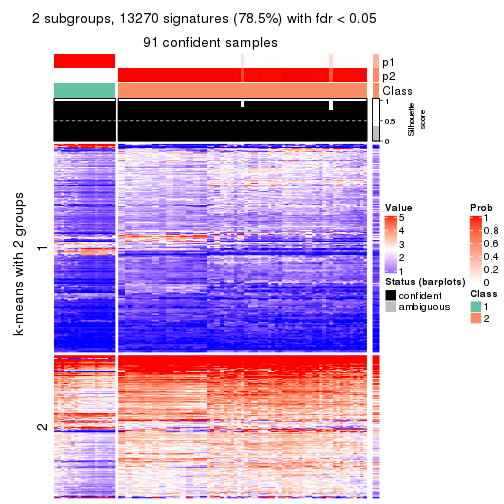 2 subgroups, 13270 signatures (78.5%) with fdr < 0.05
91 confident samples
p1
p2
Class
1
0.5
0
Silhouette
score
k-means with 2 groups
1
2
Value
5
4
3
2
1
Prob
1
0.8
0.6
0.4
0.2
0
Status (barplots)
confident
ambiguous
Class
1
2